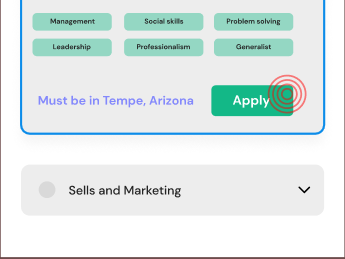 Management Social skills Problem solving
Leadership Professionalism Generalist
Must be in Tempe, Arizona Apply
Sells and Marketing